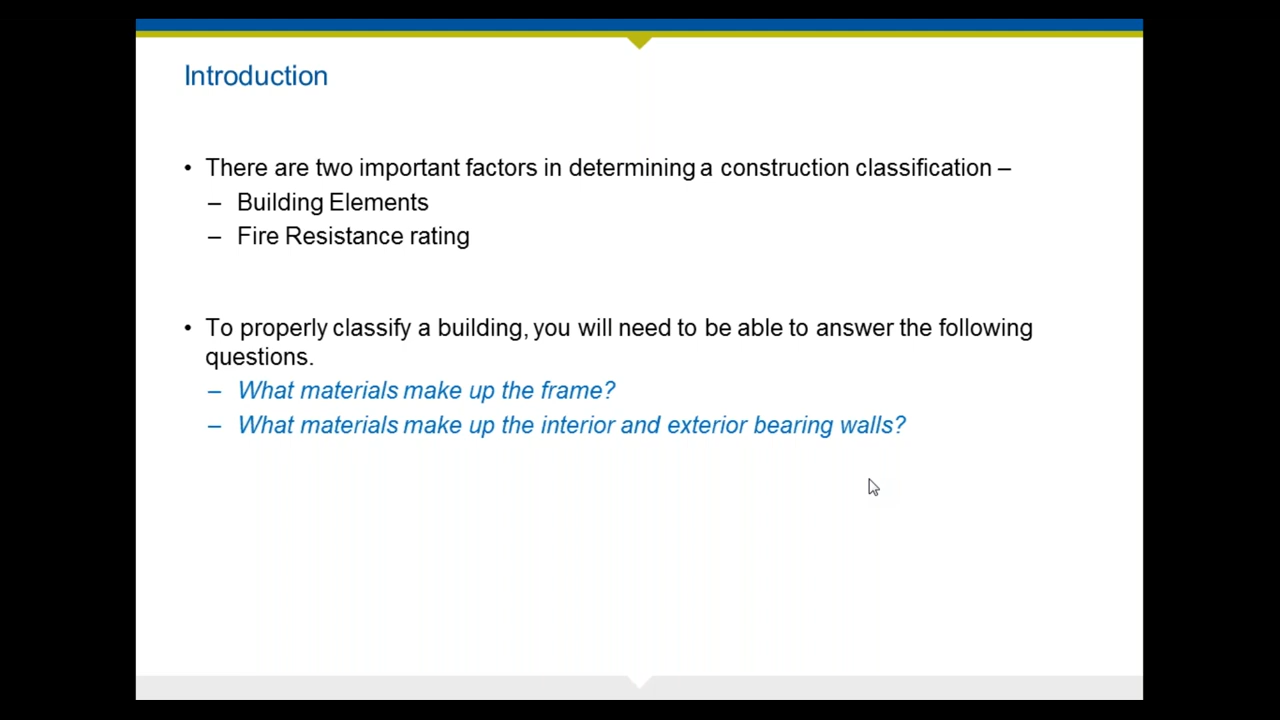 Introduction
• There are two important factors in determining a construction classification –
– Building Elements
– Fire Resistance rating
• To properly classify a building, you will need to be able to answer the following
questions.
– What materials make up the frame?
– What materials make up the interior and exterior bearing walls?